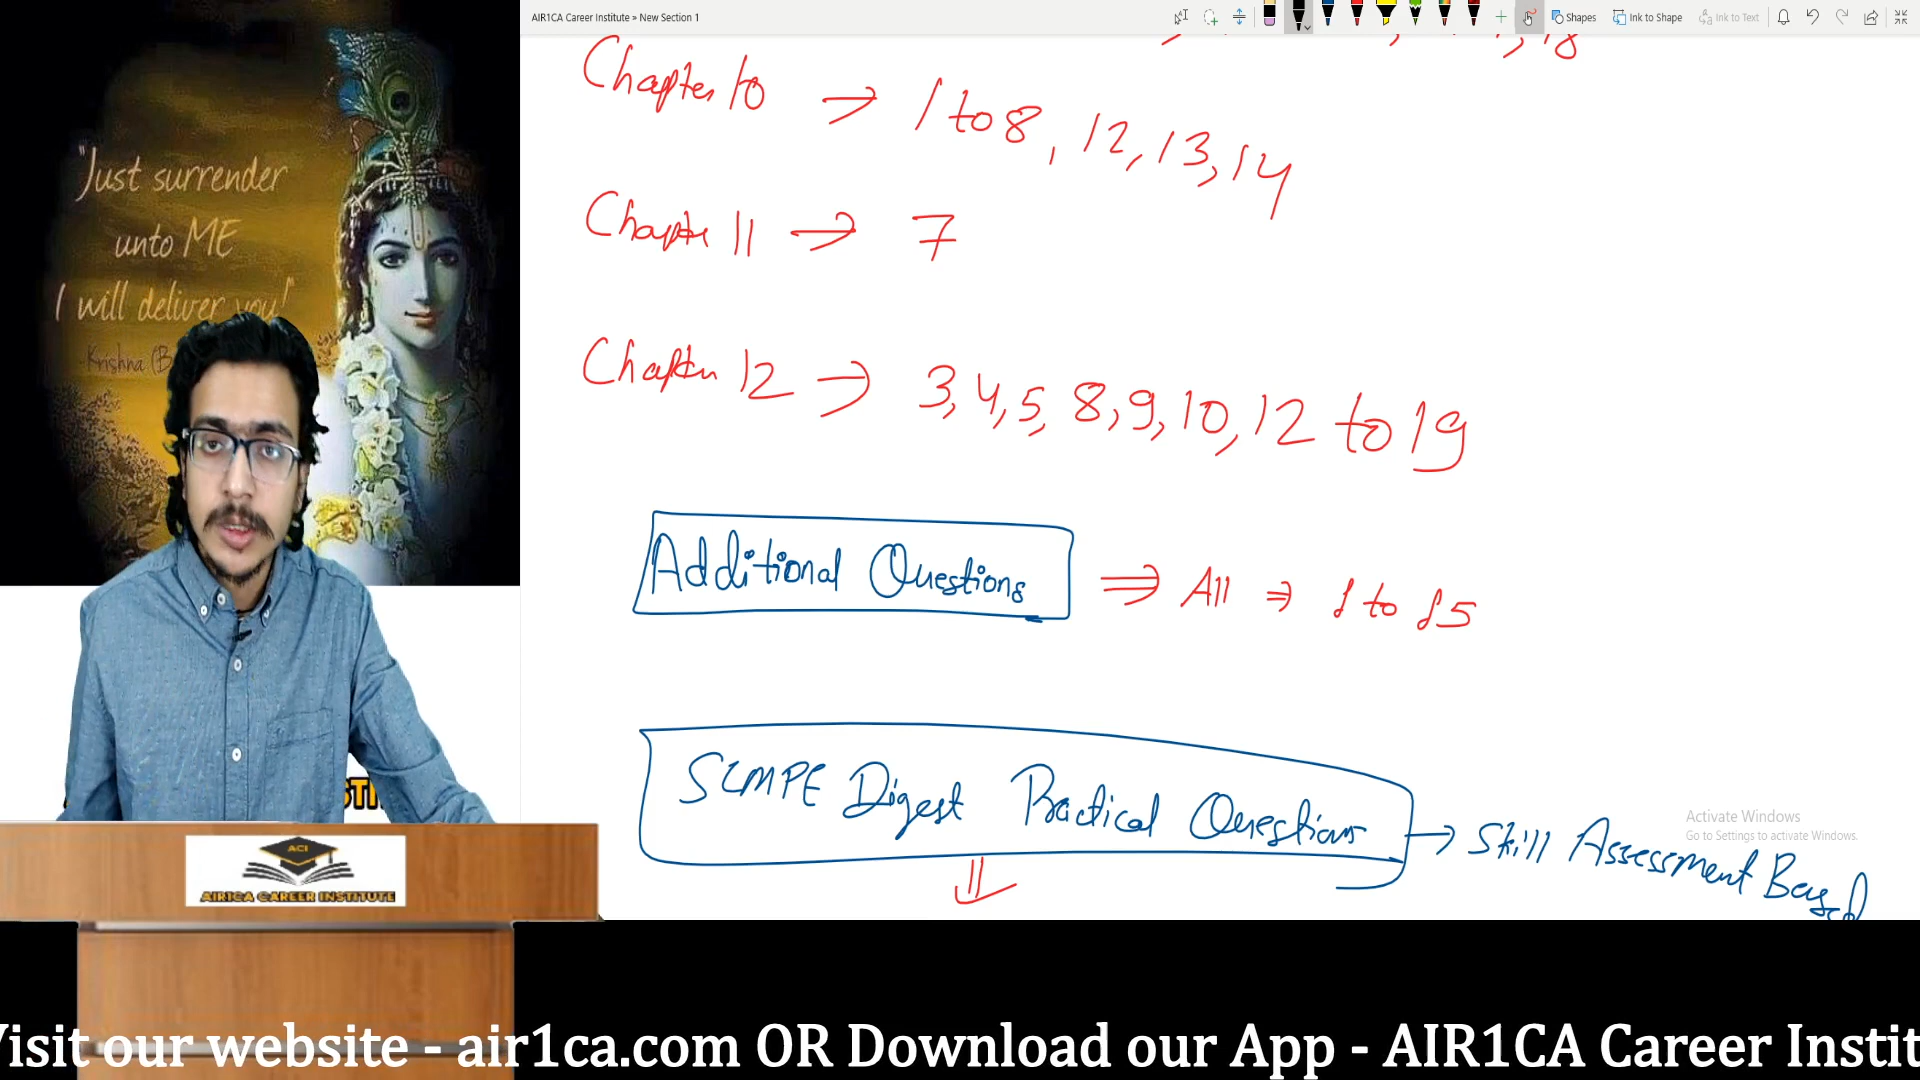 AIR1CA Career Institute » New Section 1
Shapes
Ink to Shape
Ink to Text
18
Chapter 10 → 1 to 8, 12, 13, 14
Chapter 11 → 7
Chapter 12 → 3, 4, 5, 8, 9, 10, 12 to 19
Additional Questions ⇒ All ⇒ 1 to 15
SCMPE Digest Practical Questions → Skill Assessment Based
"Just surrender
unto ME
I will deliver you!"
-Krishna (B
ACI
AIR1CA CAREER INSTITUTE
Activate Windows
Go to Settings to activate Windows.
Visit our website - air1ca.com OR Download our App - AIR1CA Career Instit